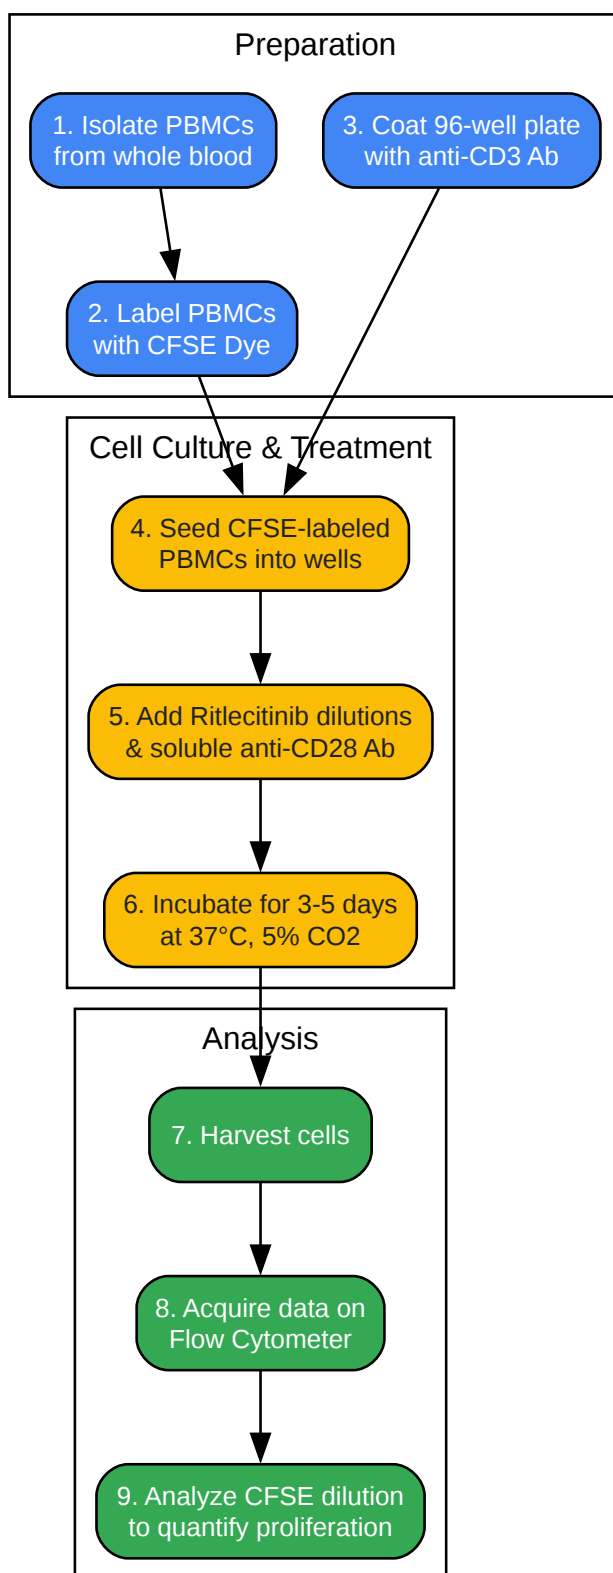 Preparation
1. Isolate PBMCs
from whole blood
3. Coat 96-well plate
with anti-CD3 Ab
2. Label PBMCs
with CFSE Dye
Cell Culture & Treatment
4. Seed CFSE-labeled
PBMCs into wells
5. Add Ritlecitinib dilutions
& soluble anti-CD28 Ab
6. Incubate for 3-5 days
at 37°C, 5% CO2
Analysis
7. Harvest cells
8. Acquire data on
Flow Cytometer
9. Analyze CFSE dilution
to quantify proliferation